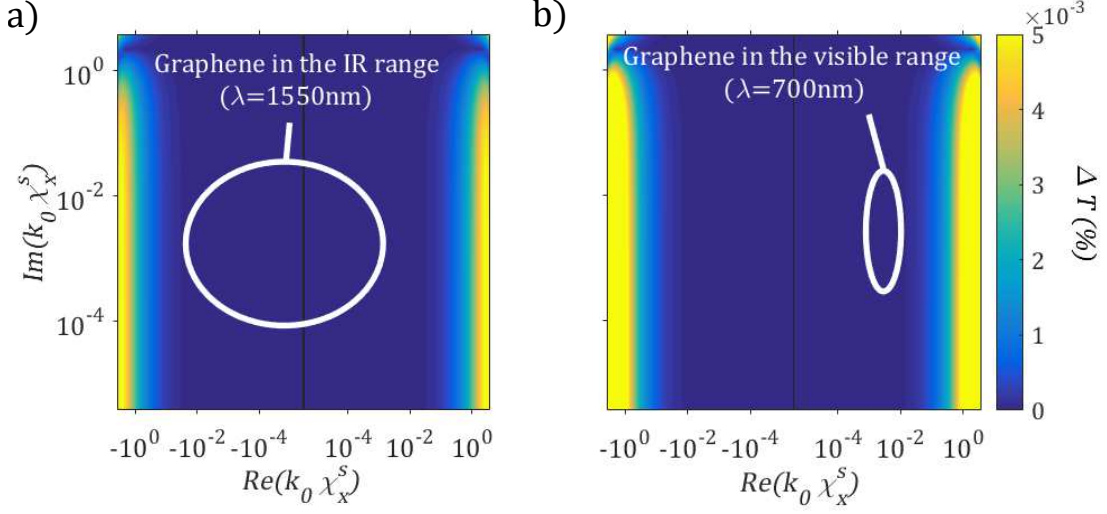 a)
Graphene in the IR range
(λ=1550nm)
10⁰
10⁻²
10⁻⁴
Im(k₀ χₓˢ)
-10⁰ -10⁻² -10⁻⁴ 10⁻⁴ 10⁻² 10⁰
Re(k₀ χₓˢ)
b)
Graphene in the visible range
(λ=700nm)
-10⁰ -10⁻² -10⁻⁴ 10⁻⁴ 10⁻² 10⁰
Re(k₀ χₓˢ)
×10⁻³
5
4
3
2
1
0
Δ T (%)